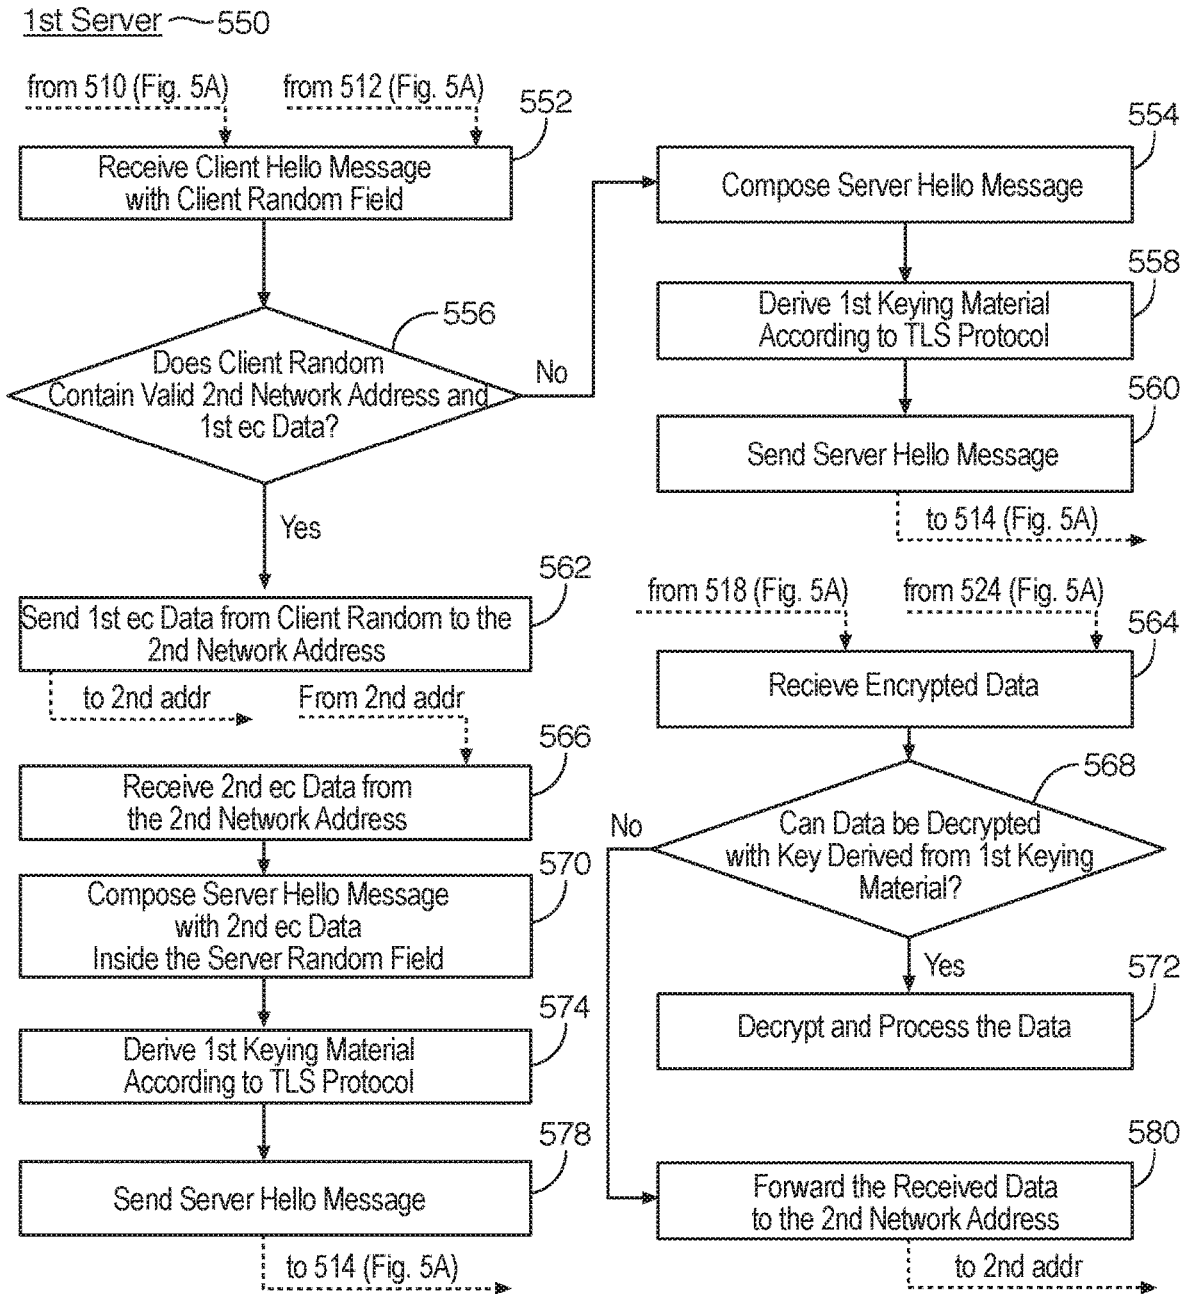 1st Server 550
from 510 (Fig. 5A)
from 512 (Fig. 5A)
552
Receive Client Hello Message
with Client Random Field
556
Does Client Random
Contain Valid 2nd Network Address and
1st ec Data?
No
Yes
554
Compose Server Hello Message
558
Derive 1st Keying Material
According to TLS Protocol
560
Send Server Hello Message
to 514 (Fig. 5A)
562
Send 1st ec Data from Client Random to the
2nd Network Address
to 2nd addr
From 2nd addr
566
Receive 2nd ec Data from
the 2nd Network Address
570
Compose Server Hello Message
with 2nd ec Data
Inside the Server Random Field
574
Derive 1st Keying Material
According to TLS Protocol
578
Send Server Hello Message
to 514 (Fig. 5A)
from 518 (Fig. 5A)
from 524 (Fig. 5A)
564
Recieve Encrypted Data
568
Can Data be Decrypted
with Key Derived from 1st Keying
Material?
No
Yes
572
Decrypt and Process the Data
580
Forward the Received Data
to the 2nd Network Address
to 2nd addr